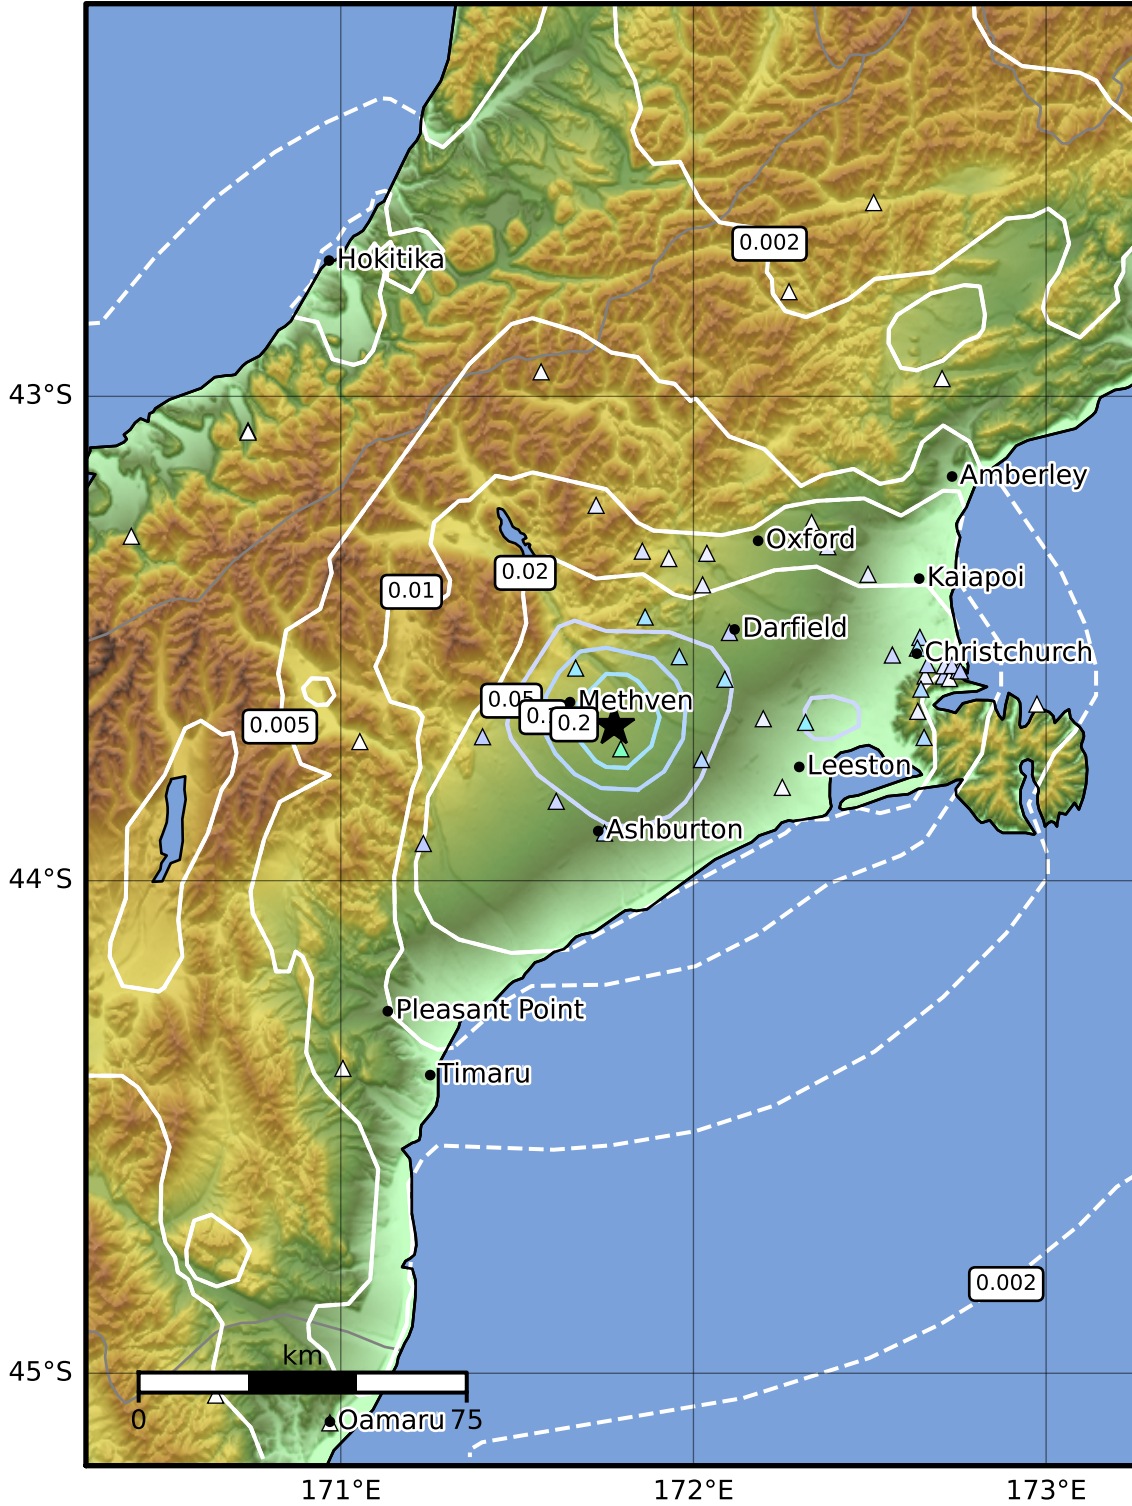 0.002
Hokitika
43°S
Amberley
Oxford
0.02
Kaiapoi
0.01
Darfield
Christchurch
0.05
Methven
0.2
0.005
Leeston
Ashburton
44°S
Pleasant Point
Timaru
0.002
km
45°S
0
Oamaru
75
171°E
172°E
173°E